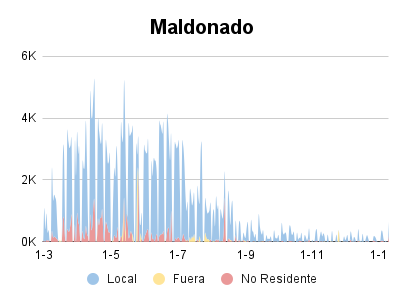 Maldonado
6K
4K
2K
0K
1-3 1-5 1-7 1-9 1-11 1-1
Local Fuera No Residente